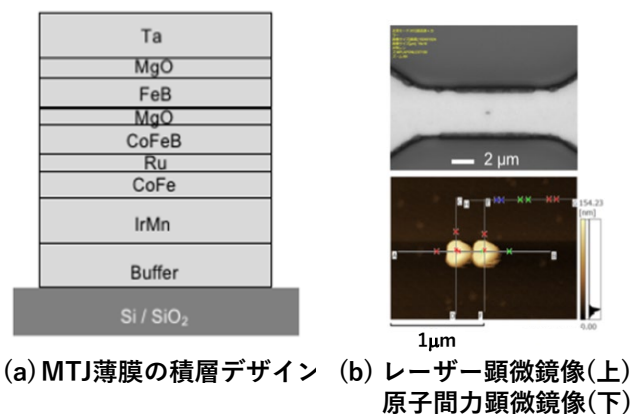 Ta
MgO
FeB
MgO
CoFeB
Ru
CoFe
IrMn
Buffer
Si / SiO₂
(a) MTJ薄膜の積層デザイン
2 μm
154.23
[nm]
0.00
1μm
(b) レーザー顕微鏡像(上)
原子間力顕微鏡像(下)